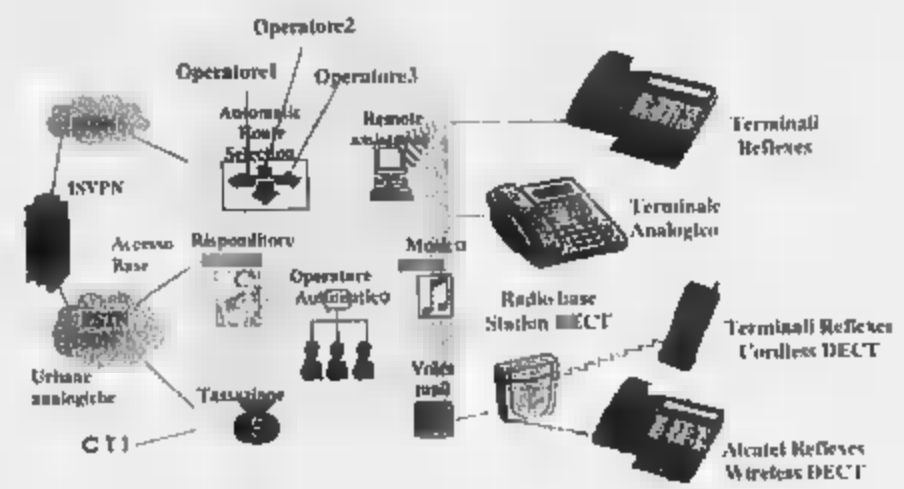 Operatore2
Operatore1
Operatore3
Automatic
Route
Selection
Remote
Terminali
Reflexes
ISVPN
Terminale
Analogico
Accesso
Base
Risponditore
Musica
Operatore
Automatico
Radio base
Station DECT
Terminali Reflexes
Cordless DECT
Urbane
analogiche
Tassazione
Voice
mail
CTI
Alcatel Reflexes
Wireless DECT